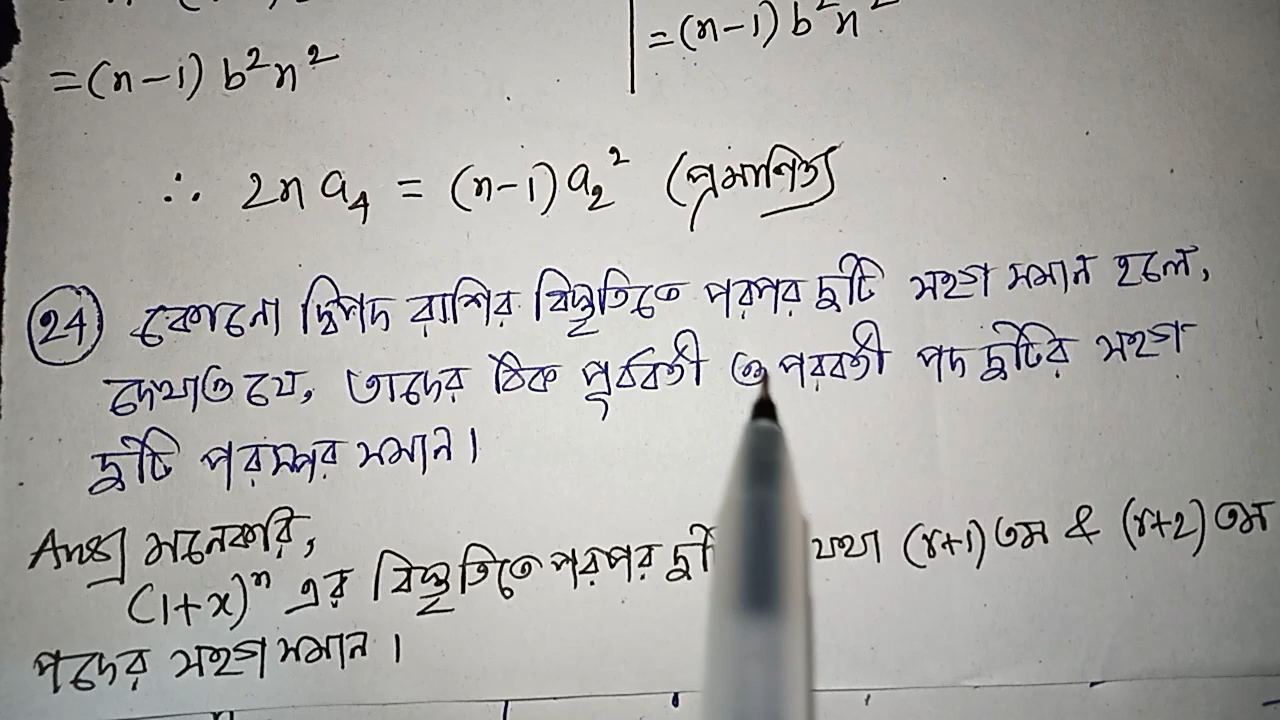 =(n-1) b²n²
=(n-1) b²n²
∴ 2n a₄ = (n-1) a₂² (প্রমাণিত)
24 কোনো দ্বিপদ রাশির বিস্তৃতিতে পরপর দুটি সহগ সমান হলে,
দেখাও যে, তাদের ঠিক পূর্ববর্তী ও পরবর্তী পদ দুটির সহগ
দুটি পরস্পর সমান।
Ans মনেকরি,
(1+x)ⁿ এর বিস্তৃতিতে পরপর যথা (r+1) তম & (r+2) তম
পদের সহগ সমান।